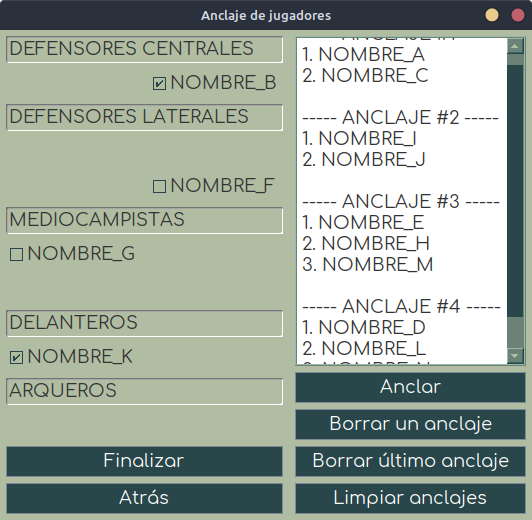 Anclaje de jugadores
DEFENSORES CENTRALES
NOMBRE_B
DEFENSORES LATERALES
NOMBRE_F
MEDIOCAMPISTAS
NOMBRE_G
DELANTEROS
NOMBRE_K
ARQUEROS
Finalizar
Atrás
1. NOMBRE_A
2. NOMBRE_C
----- ANCLAJE #2 -----
1. NOMBRE_I
2. NOMBRE_J
----- ANCLAJE #3 -----
1. NOMBRE_E
2. NOMBRE_H
3. NOMBRE_M
----- ANCLAJE #4 -----
1. NOMBRE_D
2. NOMBRE_L
Anclar
Borrar un anclaje
Borrar último anclaje
Limpiar anclajes